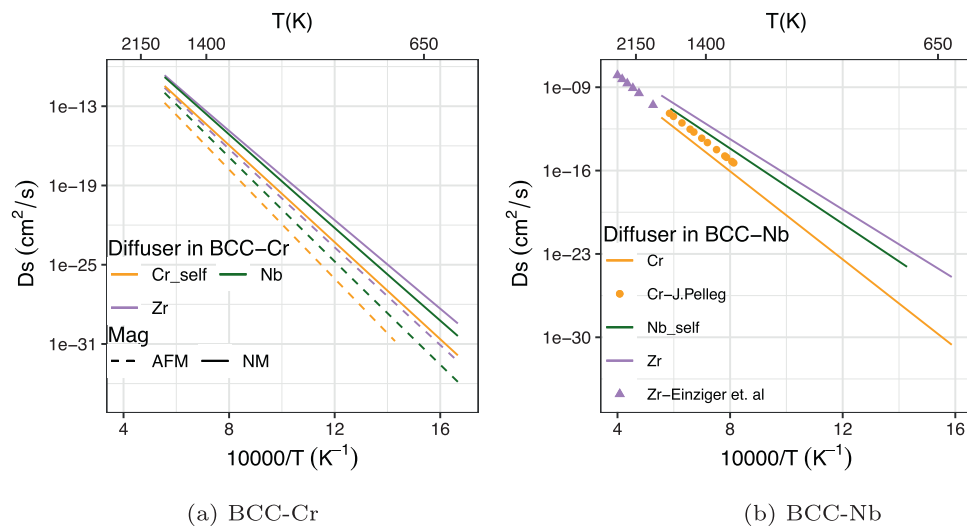 T(K)
2150 1400 650
1e-13
1e-19
1e-25
1e-31
Ds (cm²/s)
Diffuser in BCC-Cr
Cr_self Nb
Zr
Mag
AFM NM
4 8 12 16
10000/T (K⁻¹)
(a) BCC-Cr
T(K)
2150 1400 650
1e-09
1e-16
1e-23
1e-30
Ds (cm²/s)
Diffuser in BCC-Nb
Cr
Cr-J.Pelleg
Nb_self
Zr
Zr-Einziger et. al
4 8 12 16
10000/T (K⁻¹)
(b) BCC-Nb